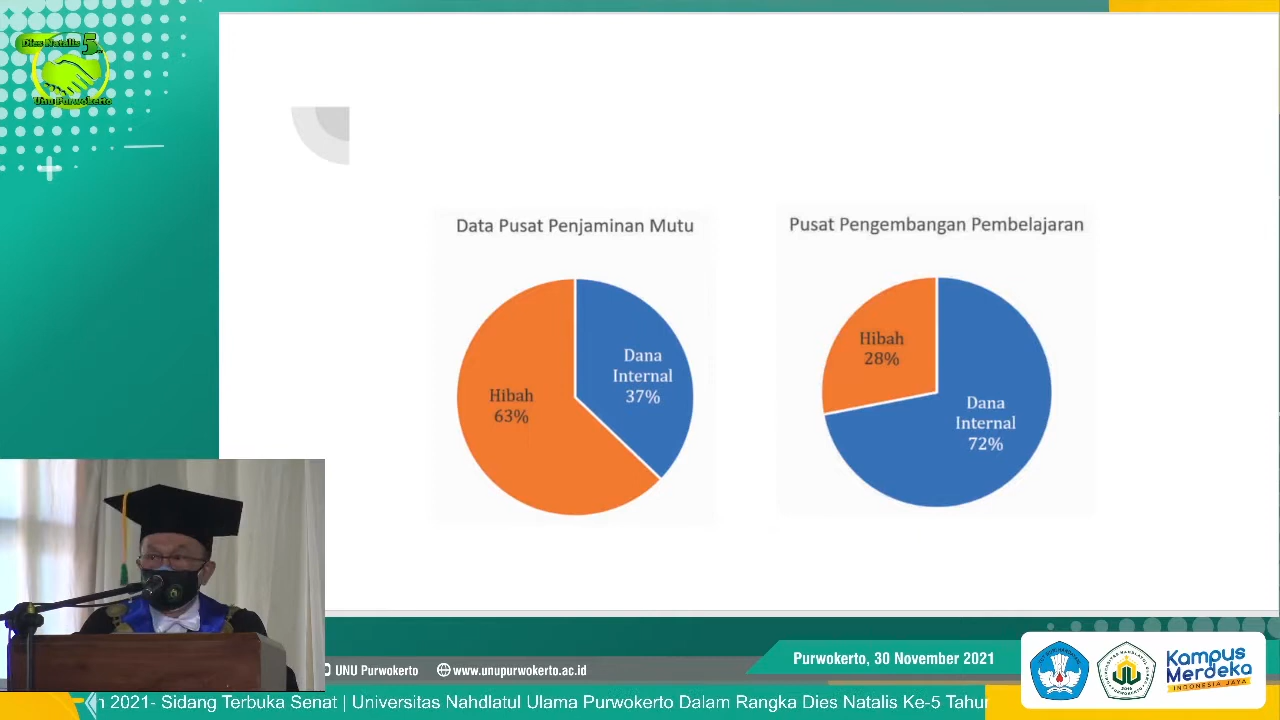 Dies Natalis 5
Unu Purwokerto
Data Pusat Penjaminan Mutu
Pusat Pengembangan Pembelajaran
Dana
Internal
37%
Hibah
63%
Hibah
28%
Dana
Internal
72%
Purwokerto, 30 November 2021
UNU Purwokerto
www.unupurwokerto.ac.id
Kampus
Merdeka
INDONESIA JAYA
n 2021- Sidang Terbuka Senat | Universitas Nahdlatul Ulama Purwokerto Dalam Rangka Dies Natalis Ke-5 Tahun